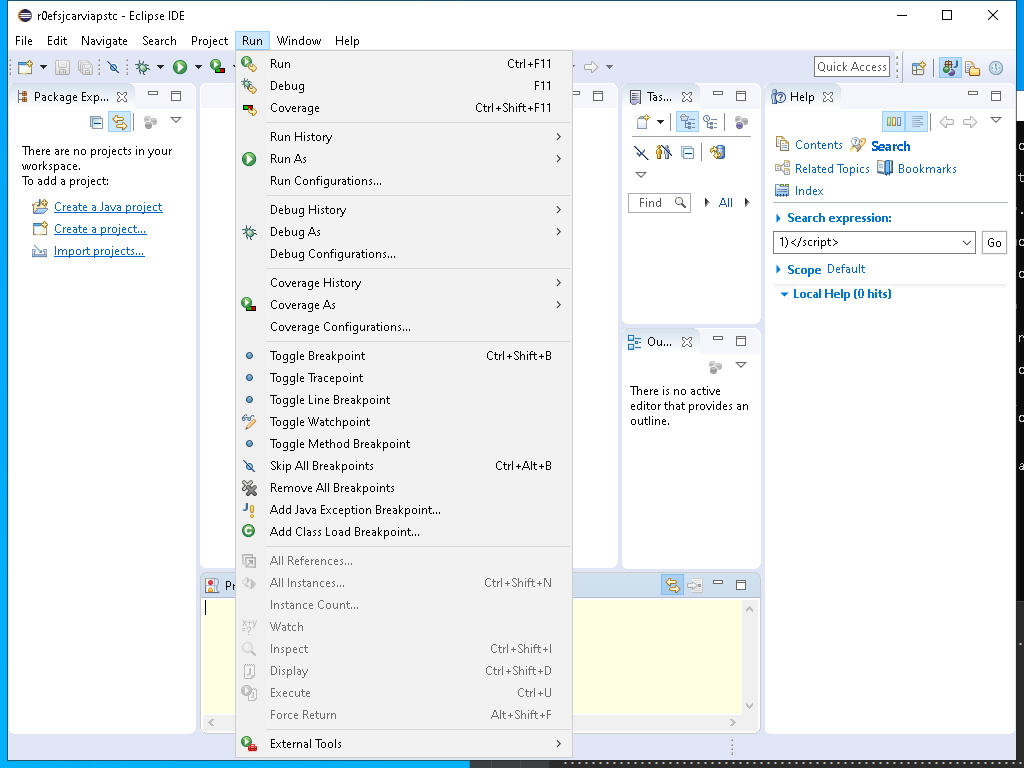 r0efsjcarviapstc - Eclipse IDE
File Edit Navigate Search Project Run Window Help
Quick Access
Package Exp...
There are no projects in your
workspace.
To add a project:
Create a Java project
Create a project...
Import projects...
Run Ctrl+F11
Debug F11
Coverage Ctrl+Shift+F11
Run History
Run As
Run Configurations...
Debug History
Debug As
Debug Configurations...
Coverage History
Coverage As
Coverage Configurations...
Toggle Breakpoint Ctrl+Shift+B
Toggle Tracepoint
Toggle Line Breakpoint
Toggle Watchpoint
Toggle Method Breakpoint
Skip All Breakpoints Ctrl+Alt+B
Remove All Breakpoints
Add Java Exception Breakpoint...
Add Class Load Breakpoint...
All References...
All Instances... Ctrl+Shift+N
Instance Count...
Watch
Inspect Ctrl+Shift+I
Display Ctrl+Shift+D
Execute Ctrl+U
Force Return Alt+Shift+F
External Tools
Tas...
Find All
Ou...
There is no active
editor that provides an
outline.
Help
Contents Search
Related Topics Bookmarks
Index
Search expression:
1)</script> Go
Scope Default
Local Help (0 hits)